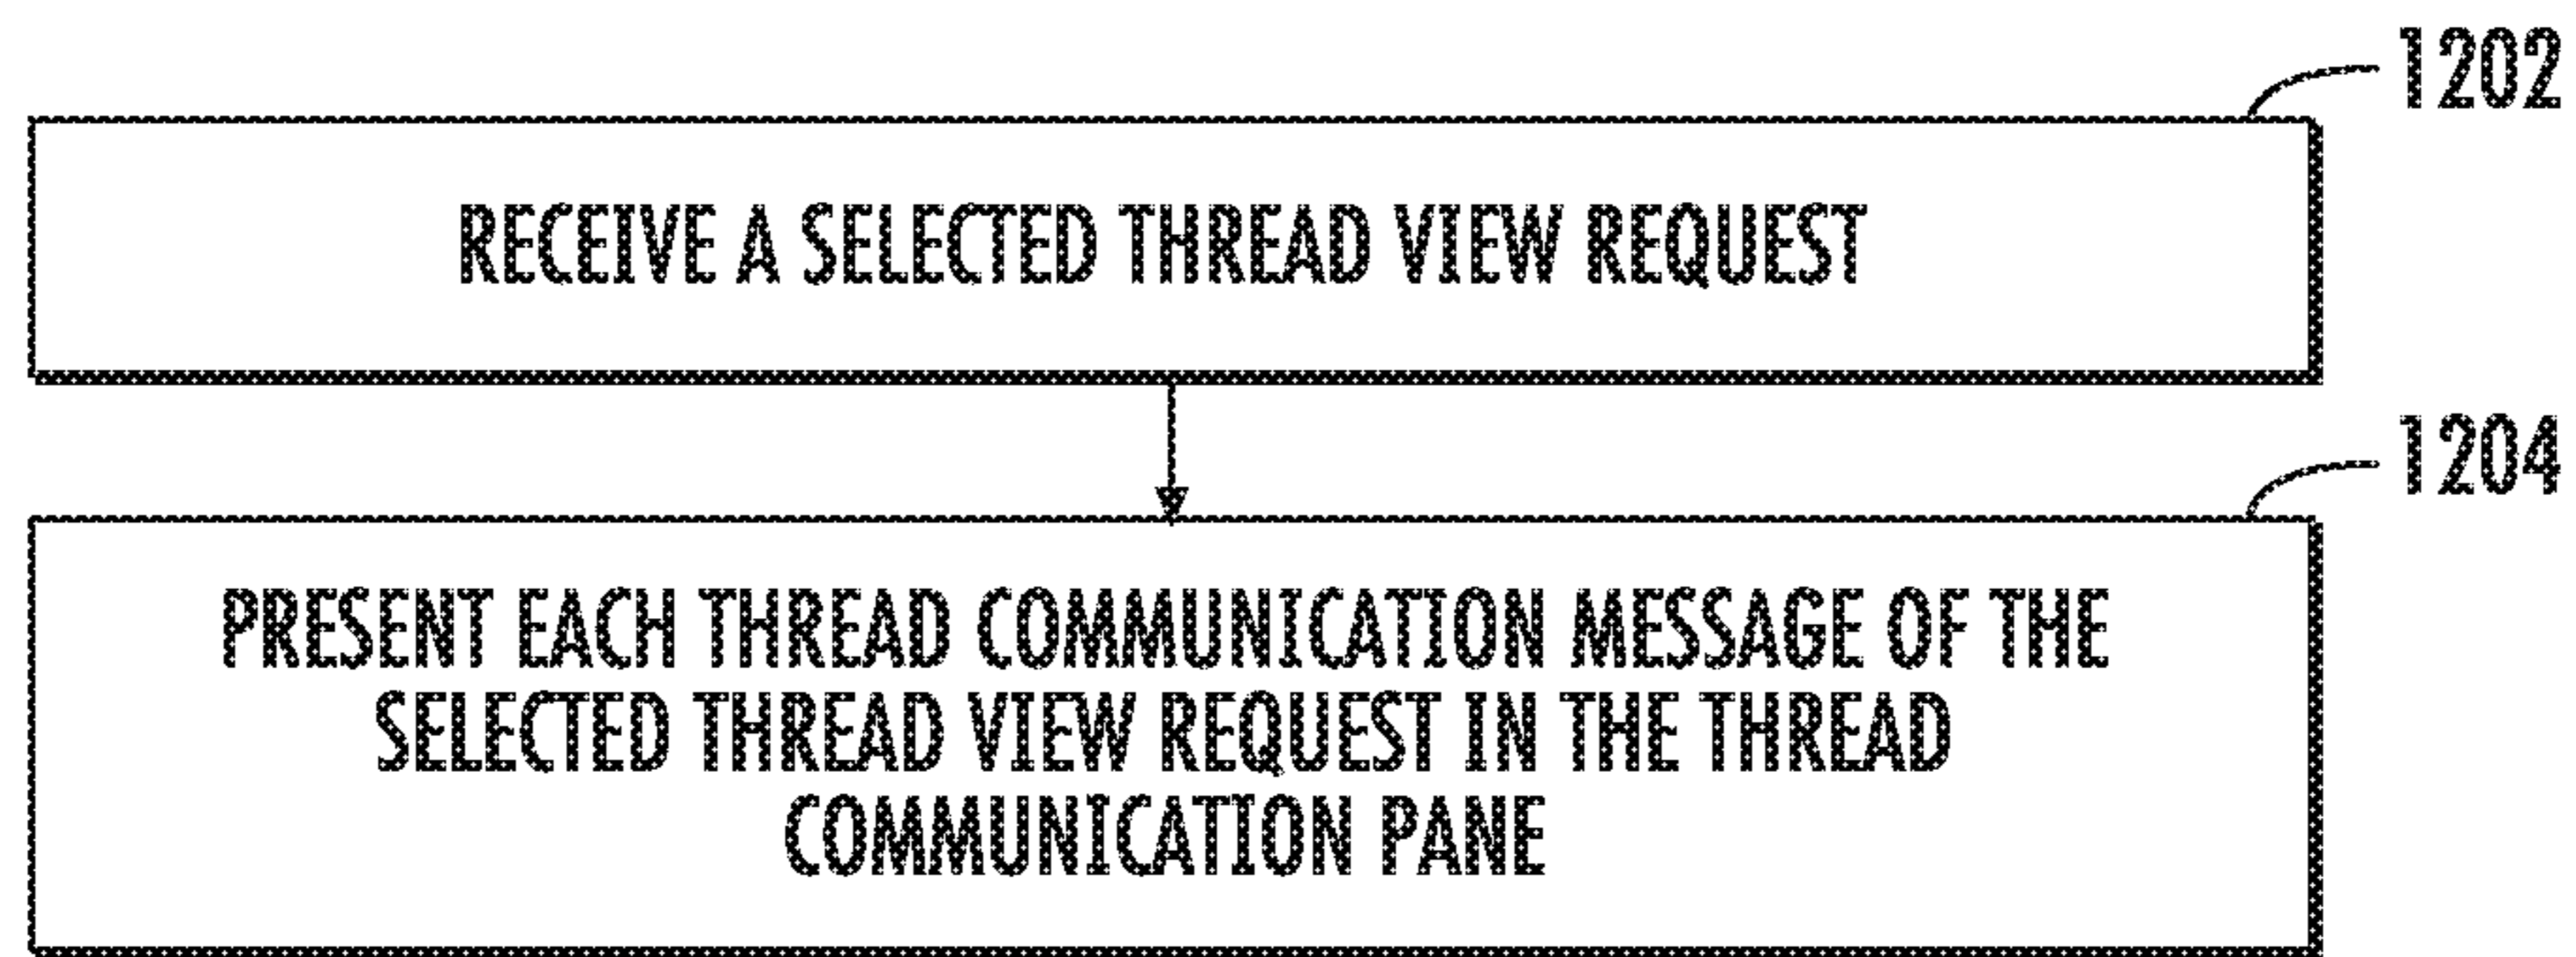 1202
RECEIVE A SELECTED THREAD VIEW REQUEST
1204
PRESENT EACH THREAD COMMUNICATION MESSAGE OF THE
SELECTED THREAD VIEW REQUEST IN THE THREAD
COMMUNICATION PANE